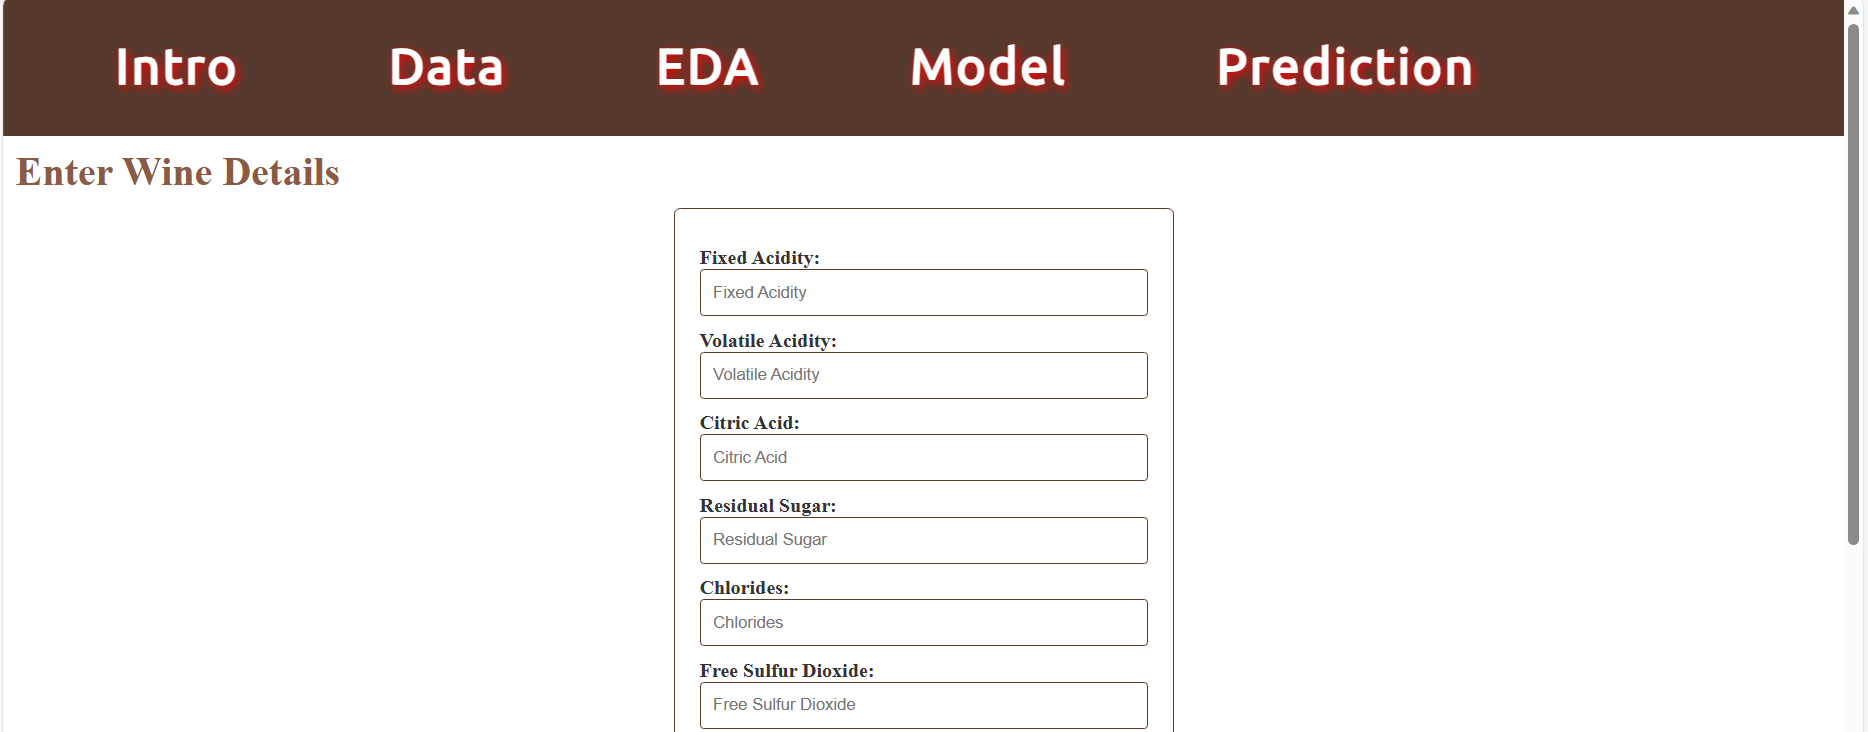 Intro Data EDA Model Prediction
Enter Wine Details
Fixed Acidity:
Fixed Acidity
Volatile Acidity:
Volatile Acidity
Citric Acid:
Citric Acid
Residual Sugar:
Residual Sugar
Chlorides:
Chlorides
Free Sulfur Dioxide:
Free Sulfur Dioxide